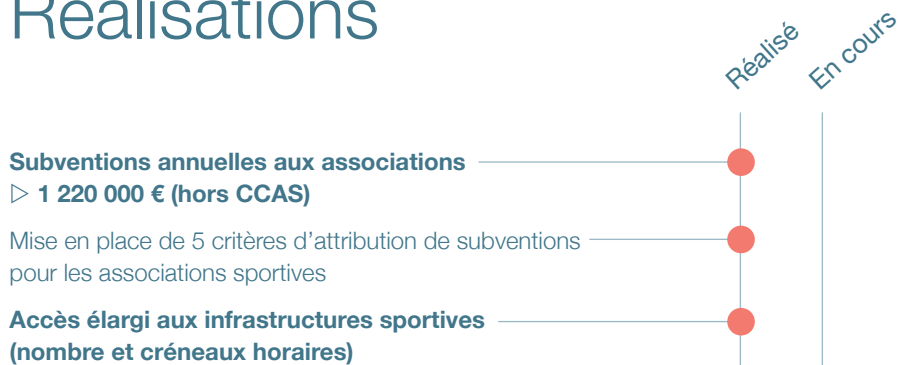 Réalisations
Réalisé
En cours
Subventions annuelles aux associations
▷ 1 220 000 € (hors CCAS)
Mise en place de 5 critères d’attribution de subventions
pour les associations sportives
Accès élargi aux infrastructures sportives
(nombre et créneaux horaires)